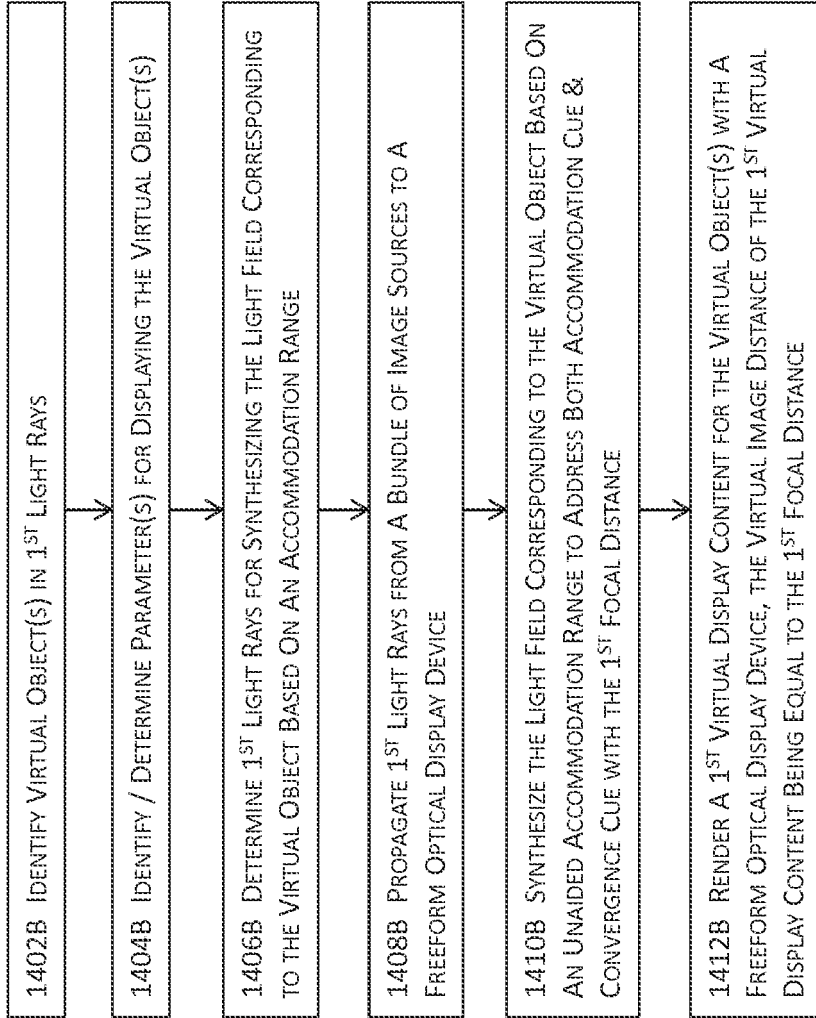 1402B IDENTIFY VIRTUAL OBJECT(S) IN 1ST LIGHT RAYS
1404B IDENTIFY / DETERMINE PARAMETER(S) FOR DISPLAYING THE VIRTUAL OBJECT(S)
1406B DETERMINE 1ST LIGHT RAYS FOR SYNTHESIZING THE LIGHT FIELD CORRESPONDING
TO THE VIRTUAL OBJECT BASED ON AN ACCOMMODATION RANGE
1408B PROPAGATE 1ST LIGHT RAYS FROM A BUNDLE OF IMAGE SOURCES TO A
FREEFORM OPTICAL DISPLAY DEVICE
1410B SYNTHESIZE THE LIGHT FIELD CORRESPONDING TO THE VIRTUAL OBJECT BASED ON
AN UNAIDED ACCOMMODATION RANGE TO ADDRESS BOTH ACCOMMODATION CUE &
CONVERGENCE CUE WITH THE 1ST FOCAL DISTANCE
1412B RENDER A 1ST VIRTUAL DISPLAY CONTENT FOR THE VIRTUAL OBJECT(S) WITH A
FREEFORM OPTICAL DISPLAY DEVICE, THE VIRTUAL IMAGE DISTANCE OF THE 1ST VIRTUAL
DISPLAY CONTENT BEING EQUAL TO THE 1ST FOCAL DISTANCE